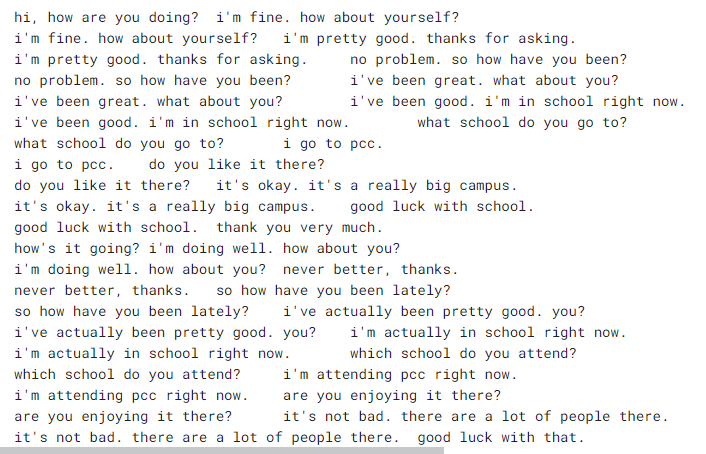 hi, how are you doing?	i'm fine. how about yourself?
i'm fine. how about yourself?	i'm pretty good. thanks for asking.
i'm pretty good. thanks for asking.	no problem. so how have you been?
no problem. so how have you been?	i've been great. what about you?
i've been great. what about you?	i've been good. i'm in school right now.
i've been good. i'm in school right now.	what school do you go to?
what school do you go to?	i go to pcc.
i go to pcc.	do you like it there?
do you like it there?	it's okay. it's a really big campus.
it's okay. it's a really big campus.	good luck with school.
good luck with school.	thank you very much.
how's it going?	i'm doing well. how about you?
i'm doing well. how about you?	never better, thanks.
never better, thanks.	so how have you been lately?
so how have you been lately?	i've actually been pretty good. you?
i've actually been pretty good. you?	i'm actually in school right now.
i'm actually in school right now.	which school do you attend?
which school do you attend?	i'm attending pcc right now.
i'm attending pcc right now.	are you enjoying it there?
are you enjoying it there?	it's not bad. there are a lot of people there.
it's not bad. there are a lot of people there.	good luck with that.